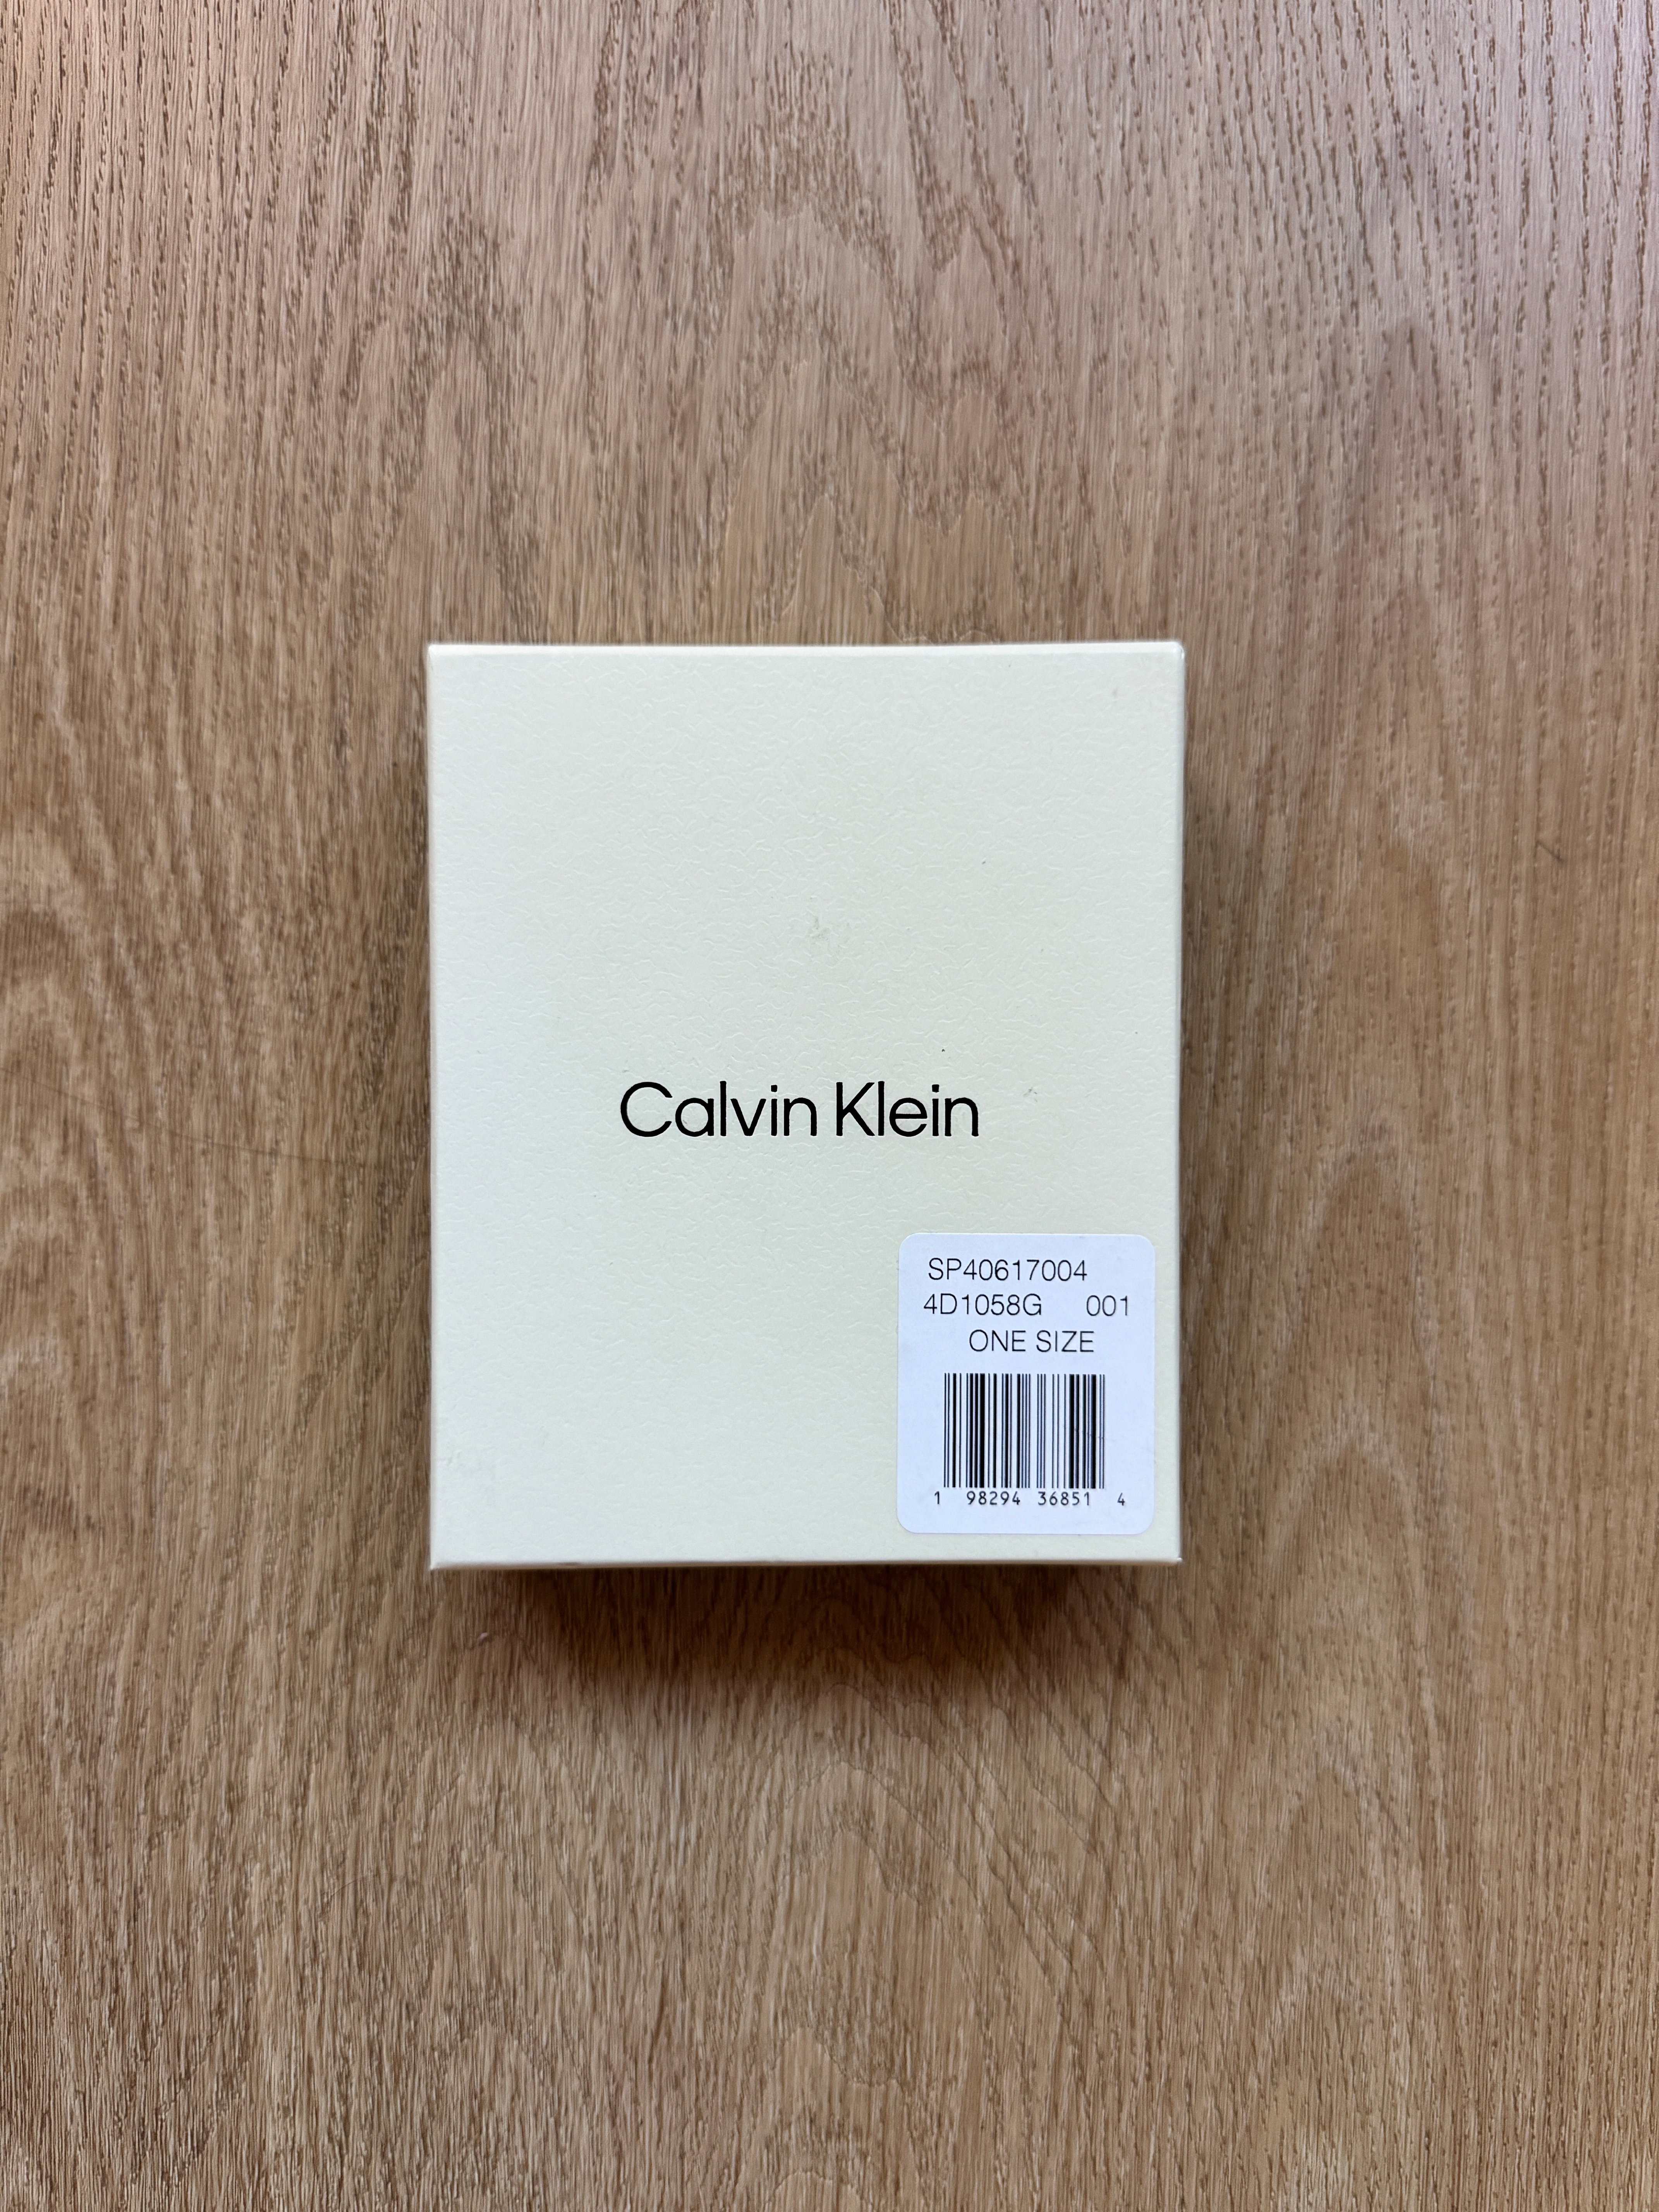 Calvin Klein
SP40617004
4D1058G 001
ONE SIZE
1 98294 36851 4